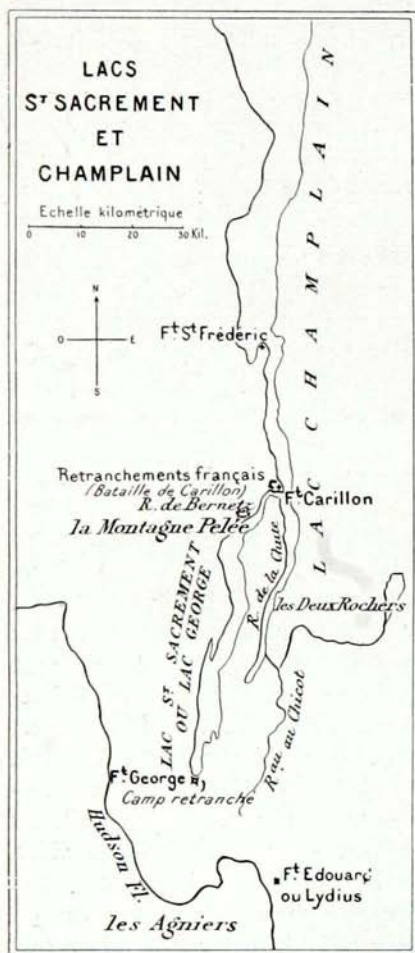 LACS
Sᵀ SACREMENT
ET
CHAMPLAIN
Echelle kilométrique
0 10 20 30 Kil.
N
O E
S
LAC CHAMPLAIN
Fᵗ Sᵗ Frédéric
Retranchements français
(Bataille de Carillon)
Fᵗ Carillon
R. de Bernetz
la Montagne Pelée
R. de la Chute
les Deux Rochers
LAC Sᵀ SACREMENT
OU LAC GEORGE
Rᵃᵘ au Chicot
Fᵗ George
Camp retranché
Hudson Fl.
Fᵗ Edouard
ou Lydius
les Agniers